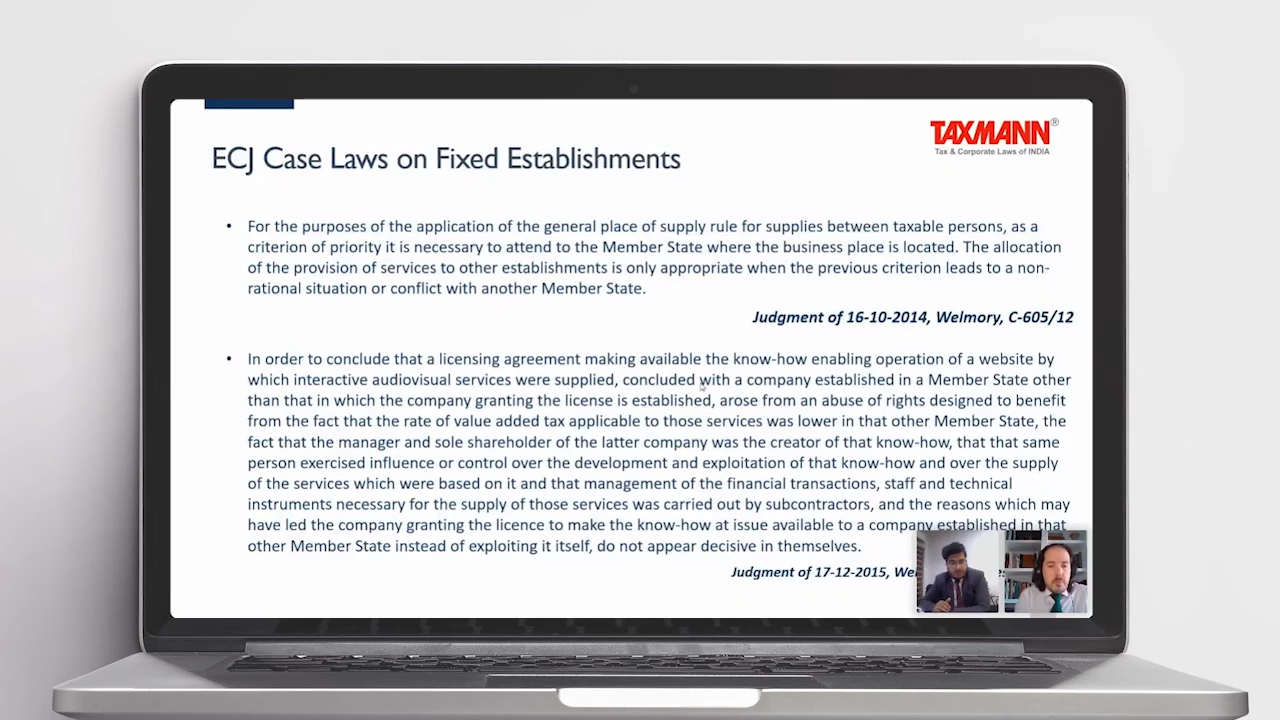 TAXMANN®
Tax & Corporate Laws of INDIA
ECJ Case Laws on Fixed Establishments
• For the purposes of the application of the general place of supply rule for supplies between taxable persons, as a
criterion of priority it is necessary to attend to the Member State where the business place is located. The allocation
of the provision of services to other establishments is only appropriate when the previous criterion leads to a non-
rational situation or conflict with another Member State.
Judgment of 16-10-2014, Welmory, C-605/12
• In order to conclude that a licensing agreement making available the know-how enabling operation of a website by
which interactive audiovisual services were supplied, concluded with a company established in a Member State other
than that in which the company granting the license is established, arose from an abuse of rights designed to benefit
from the fact that the rate of value added tax applicable to those services was lower in that other Member State, the
fact that the manager and sole shareholder of the latter company was the creator of that know-how, that that same
person exercised influence or control over the development and exploitation of that know-how and over the supply
of the services which were based on it and that management of the financial transactions, staff and technical
instruments necessary for the supply of those services was carried out by subcontractors, and the reasons which may
have led the company granting the licence to make the know-how at issue available to a company established in that
other Member State instead of exploiting it itself, do not appear decisive in themselves.
Judgment of 17-12-2015,